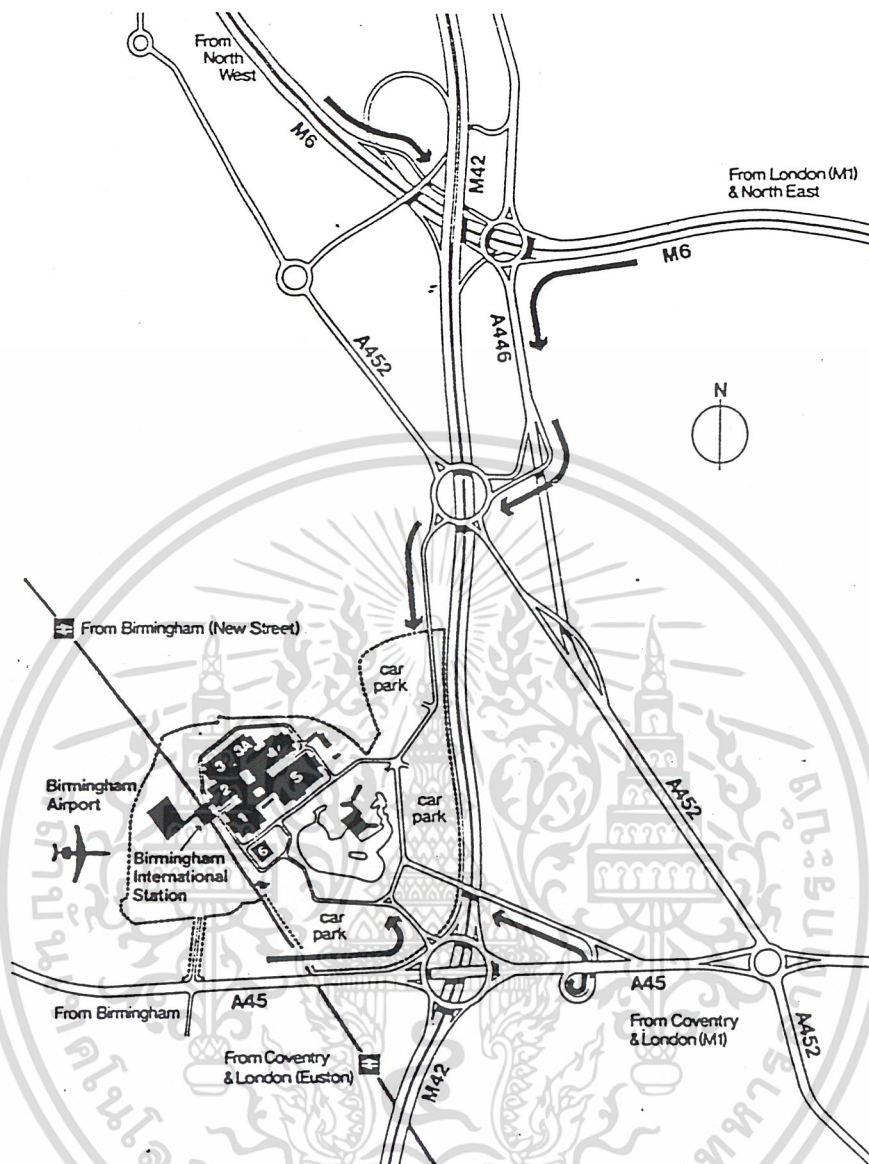 From
North
West
M6
M42
From London (M1)
& North East
M6
A446
A452
N
From Birmingham (New Street)
car
park
3
3A
4
2
S
1
6
car
park
Birmingham
Airport
Birmingham
International
Station
car
park
A452
From Birmingham
A45
A45
From Coventry
& London (M1)
A452
From Coventry
& London (Euston)
M42